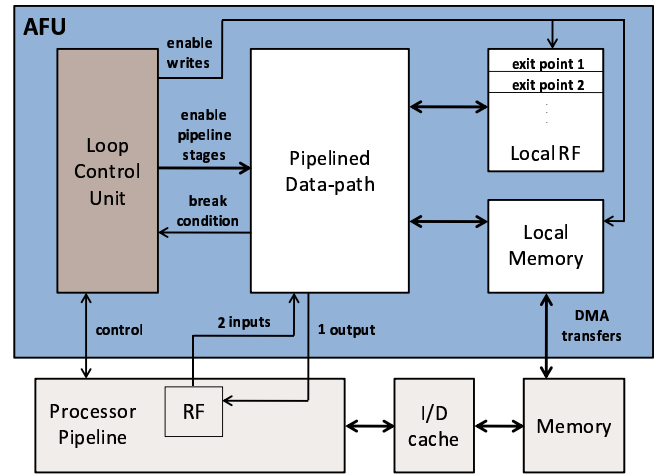 AFU
enable
writes
exit point 1
exit point 2
Local RF
enable
pipeline
stages
Loop
Control
Unit
Pipelined
Data-path
break
condition
Local
Memory
control
2 inputs
1 output
DMA
transfers
Processor
Pipeline
RF
I/D
cache
Memory